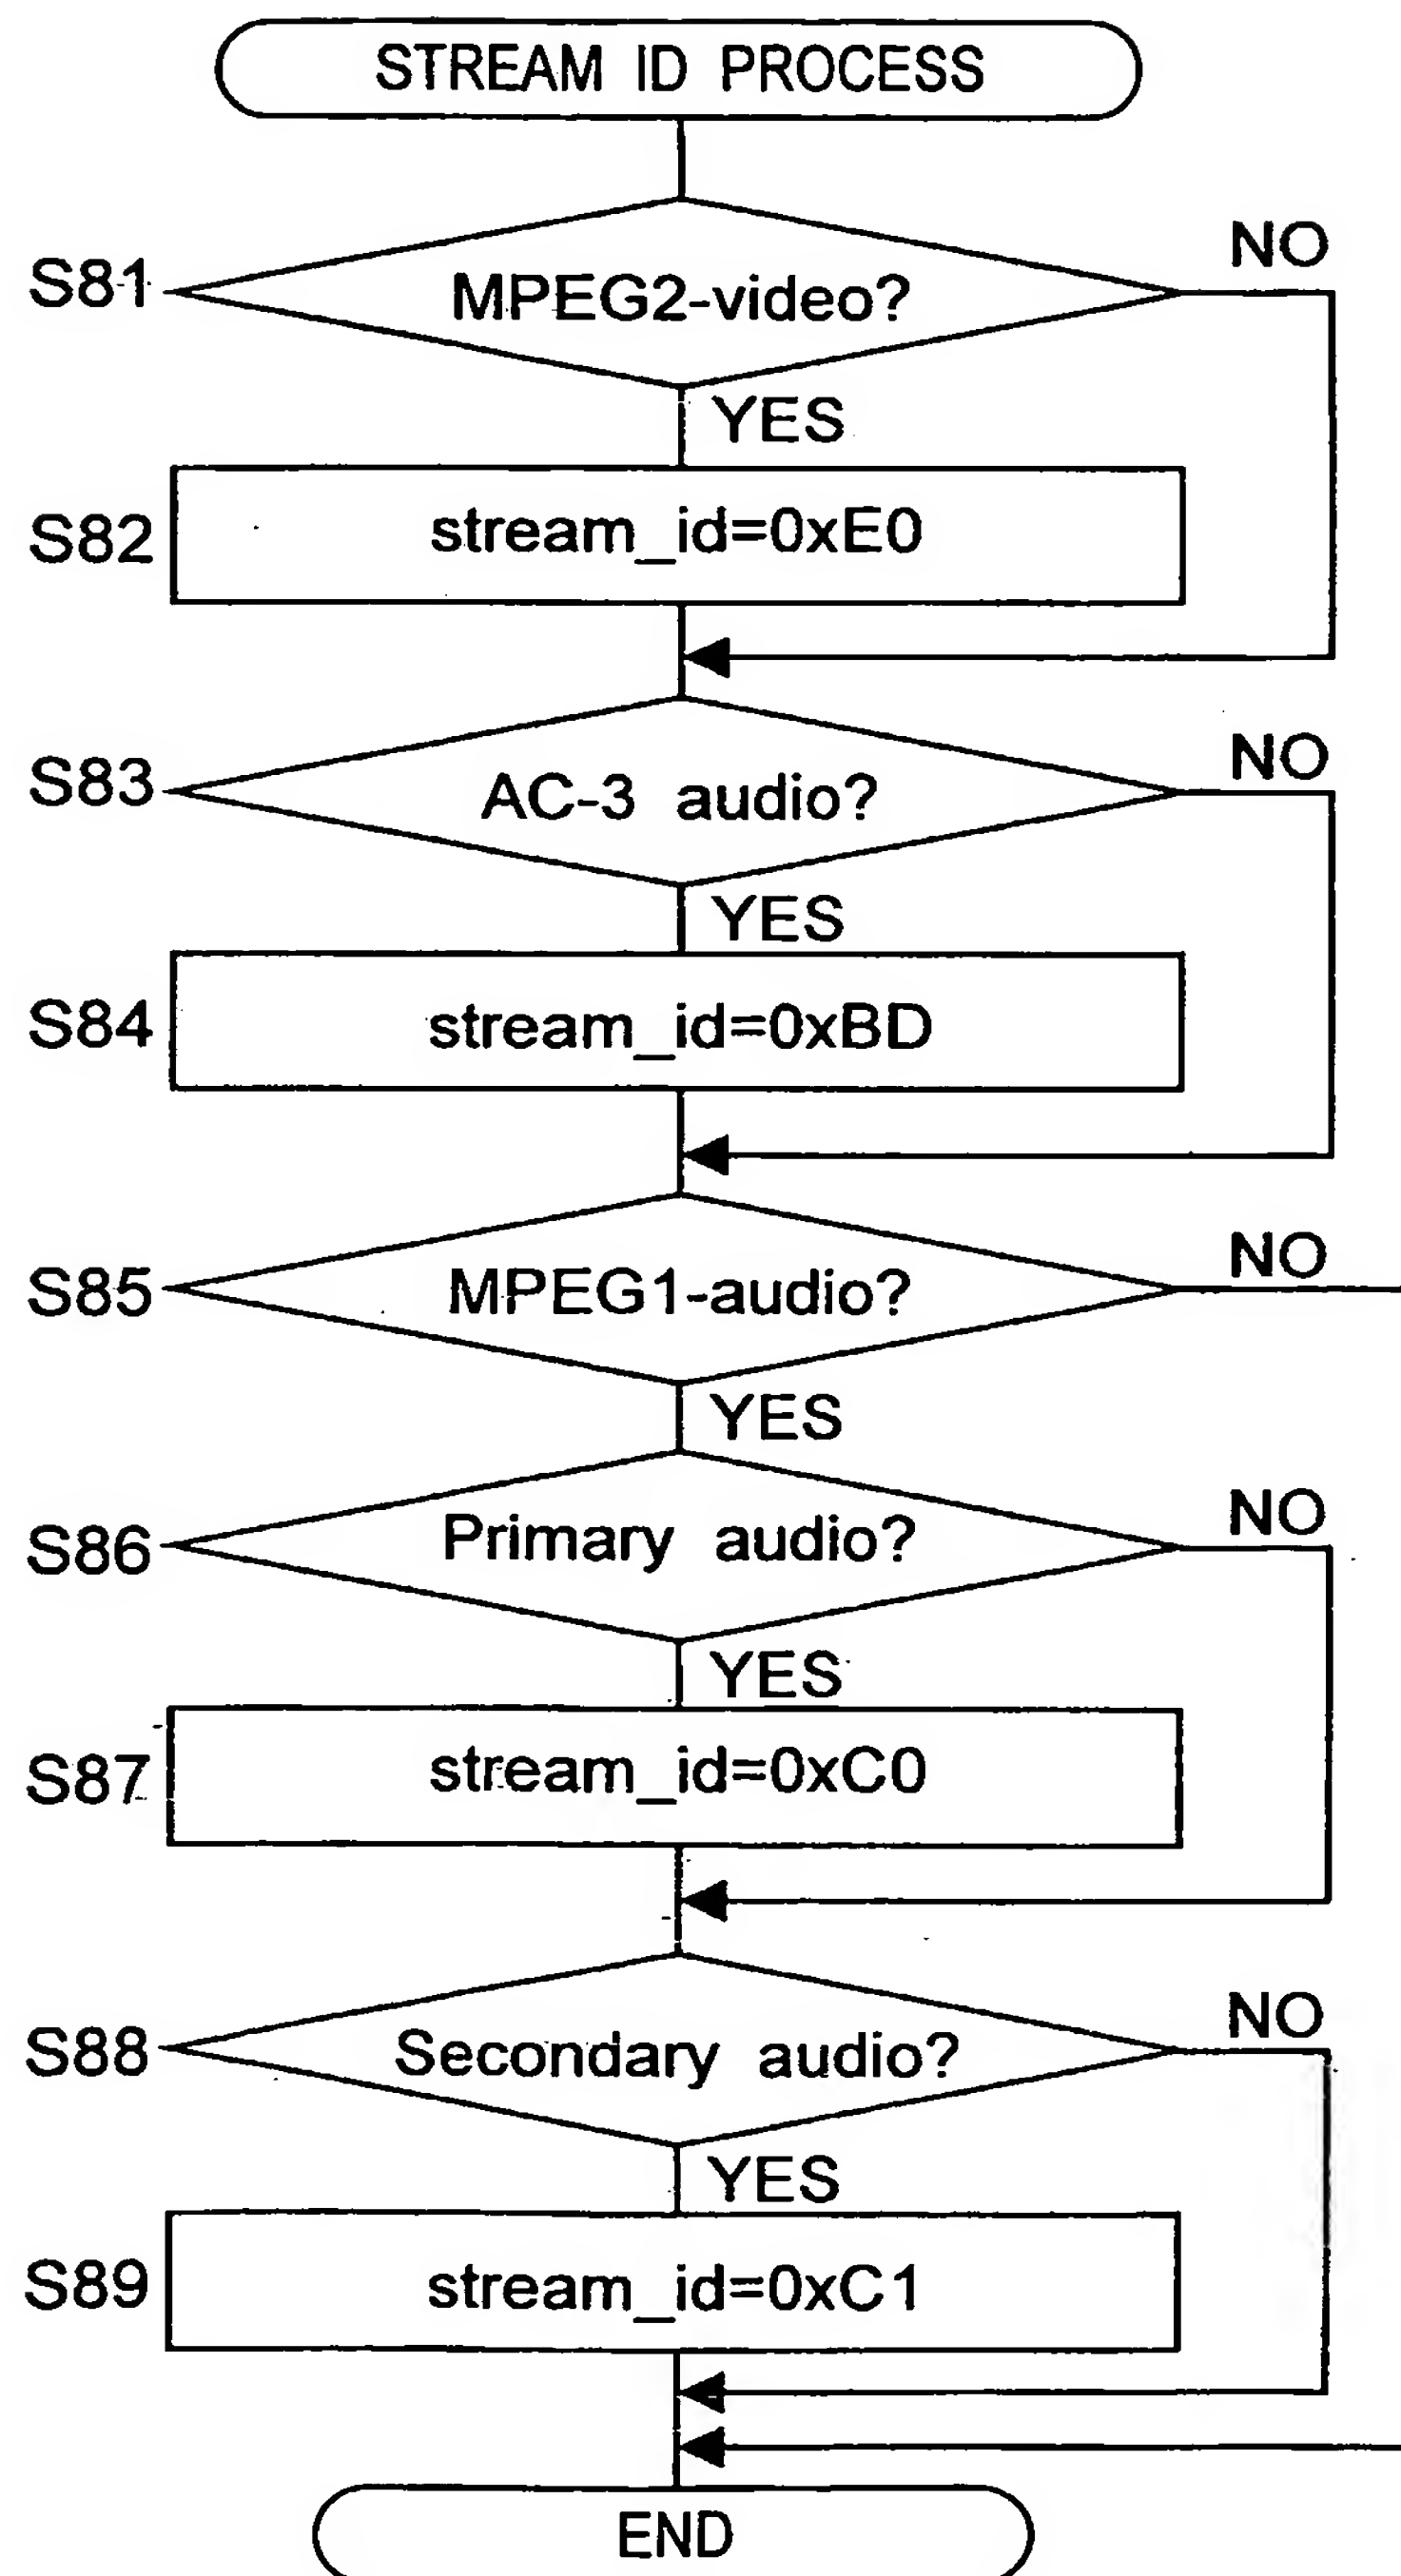 STREAM ID PROCESS
NO
S81
MPEG2-video?
YES
S82
stream_id=0xE0
NO
S83
AC-3 audio?
YES
S84
stream_id=0xBD
NO
S85
MPEG1-audio?
YES
NO
S86
Primary audio?
YES
S87
stream_id=0xC0
NO
S88
Secondary audio?
YES
S89
stream_id=0xC1
END